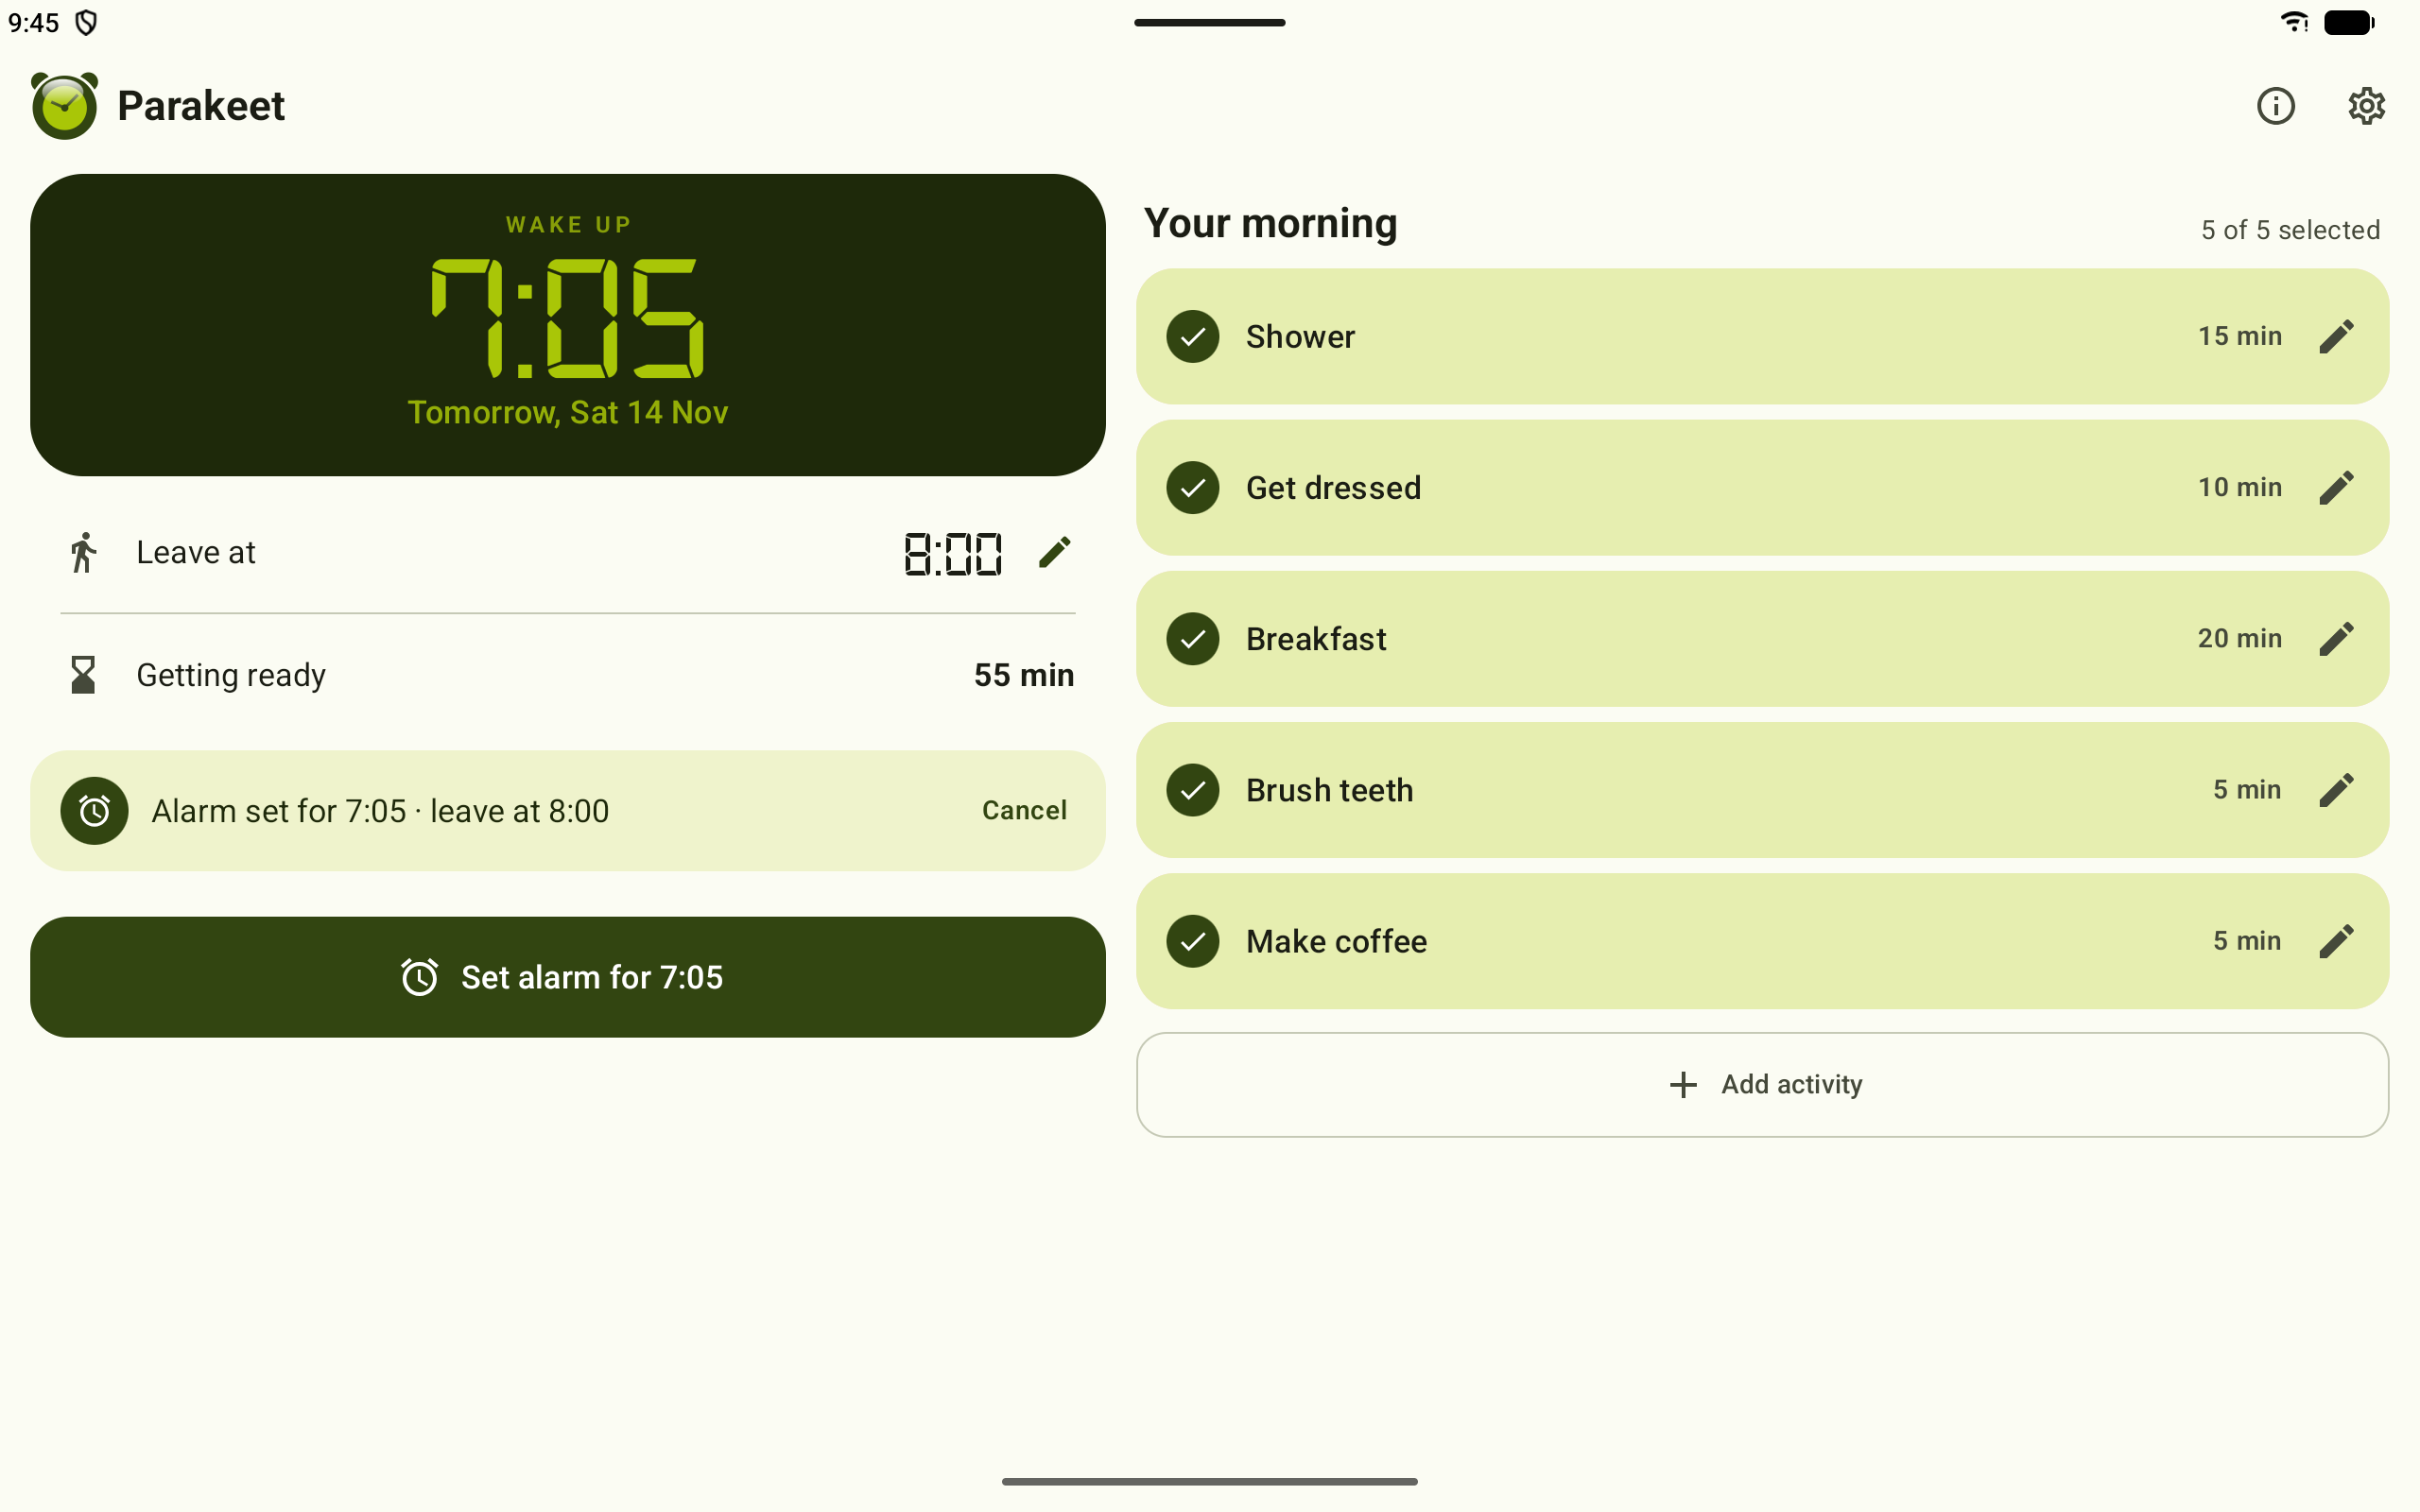 9:45
Parakeet
WAKE UP
7:05
Tomorrow, Sat 14 Nov
Leave at
8:00
Getting ready
55 min
Alarm set for 7:05 · leave at 8:00
Cancel
Set alarm for 7:05
Your morning
5 of 5 selected
Shower
15 min
Get dressed
10 min
Breakfast
20 min
Brush teeth
5 min
Make coffee
5 min
Add activity